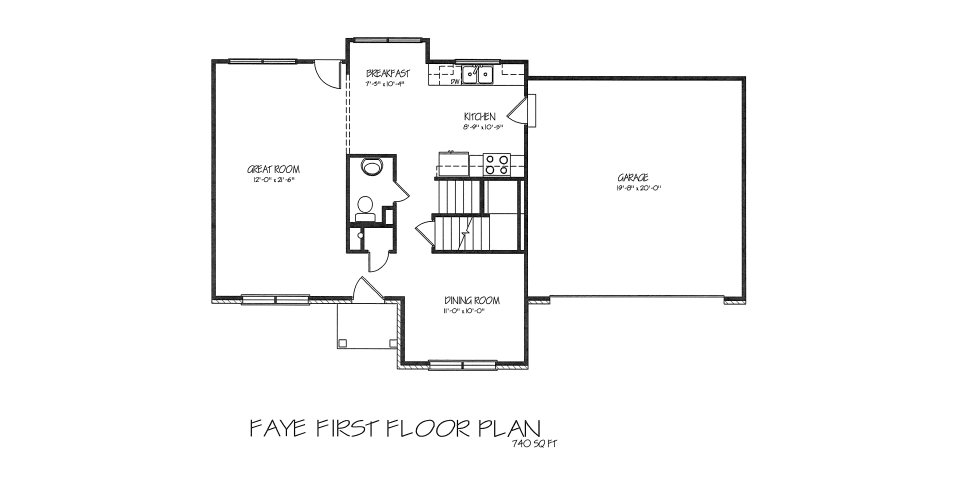 BREAKFAST
7'-5" x 10'-4"
DW
KITCHEN
8'-9" x 10'-5"
GREAT ROOM
12'-0" x 21'-6"
GARAGE
19'-8" x 20'-0"
DINING ROOM
11'-0" x 10'-0"
FAYE FIRST FLOOR PLAN
740 SQ FT